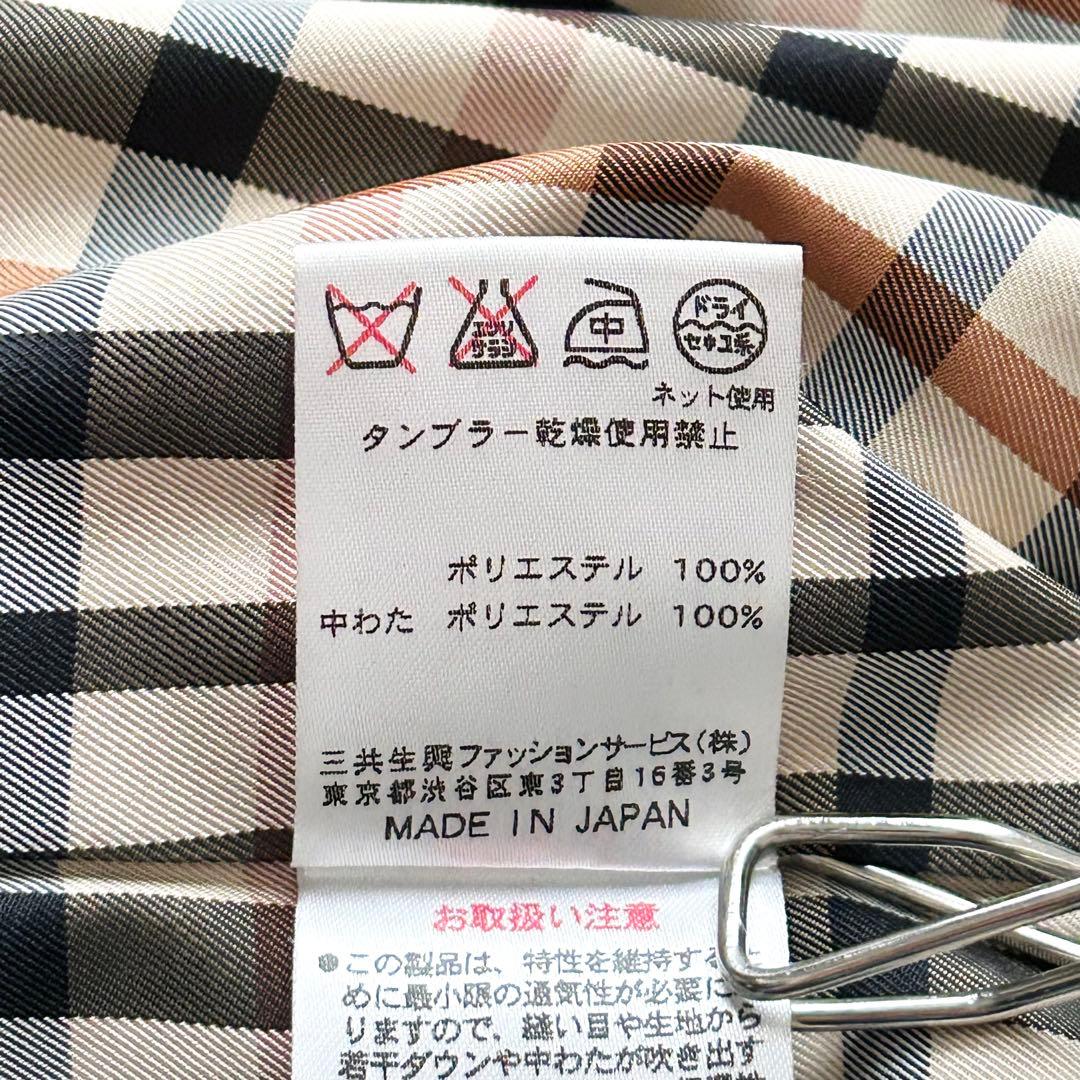 エンソ
サラシ
中
ドライ
セキユ系
ネット使用
タンブラー乾燥使用禁止
ポリエステル 100%
中わた ポリエステル 100%
三共生興ファッションサービス(株)
東京都渋谷区東3丁目16番3号
MADE IN JAPAN
お取扱い注意
●この製品は、特性を維持するた
めに最小限の通気性が必要に
りますので、縫い目や生地から
若干ダウンや中わたが吹き出す